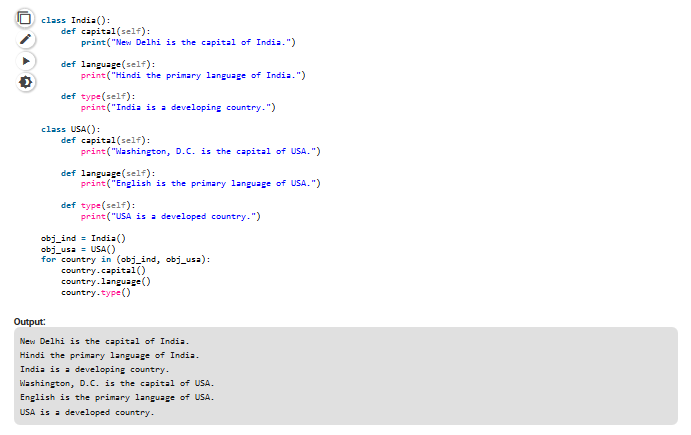 class India():
def capital(self):
print("New Delhi is the capital of India.")
def language(self):
print("Hindi the primary language of India.")
def type(self):
print("India is a developing country.")
class USA():
def capital(self):
print("Washington, D.C. is the capital of USA.")
def language(self):
print("English is the primary language of USA.")
def type(self):
print("USA is a developed country.")
obj_ind = India()
obj_usa = USA()
for country in (obj_ind, obj_usa):
country.capital()
country.language()
country.type()
Output:
New Delhi is the capital of India.
Hindi the primary language of India.
India is a developing country.
Washington, D.C. is the capital of USA.
English is the primary language of USA.
USA is a developed country.